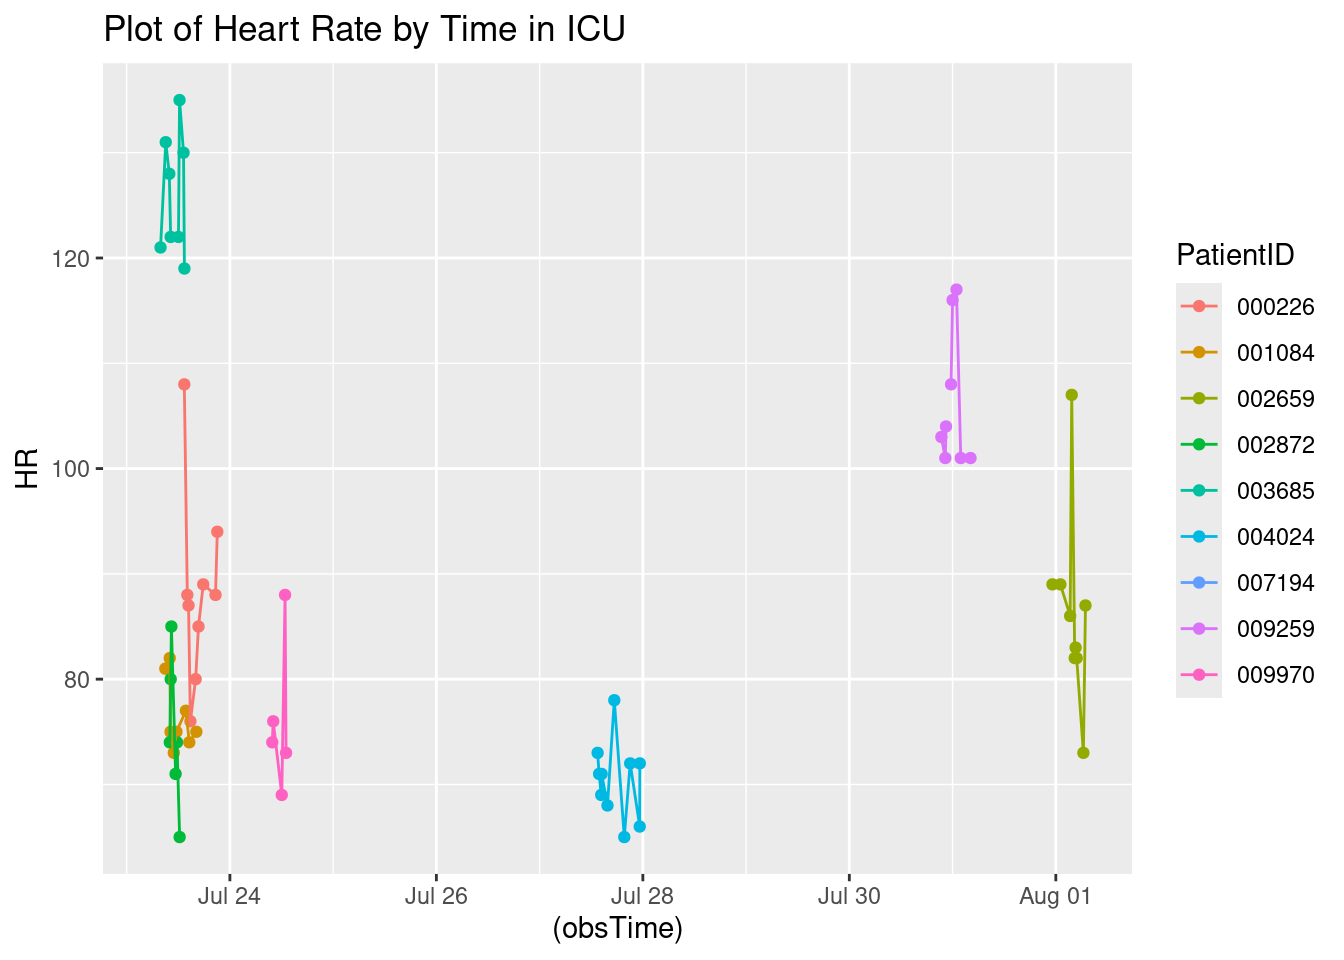 Plot of Heart Rate by Time in ICU
120
100
80
HR
Jul 24
Jul 26
Jul 28
Jul 30
Aug 01
(obsTime)
PatientID
000226
001084
002659
002872
003685
004024
007194
009259
009970